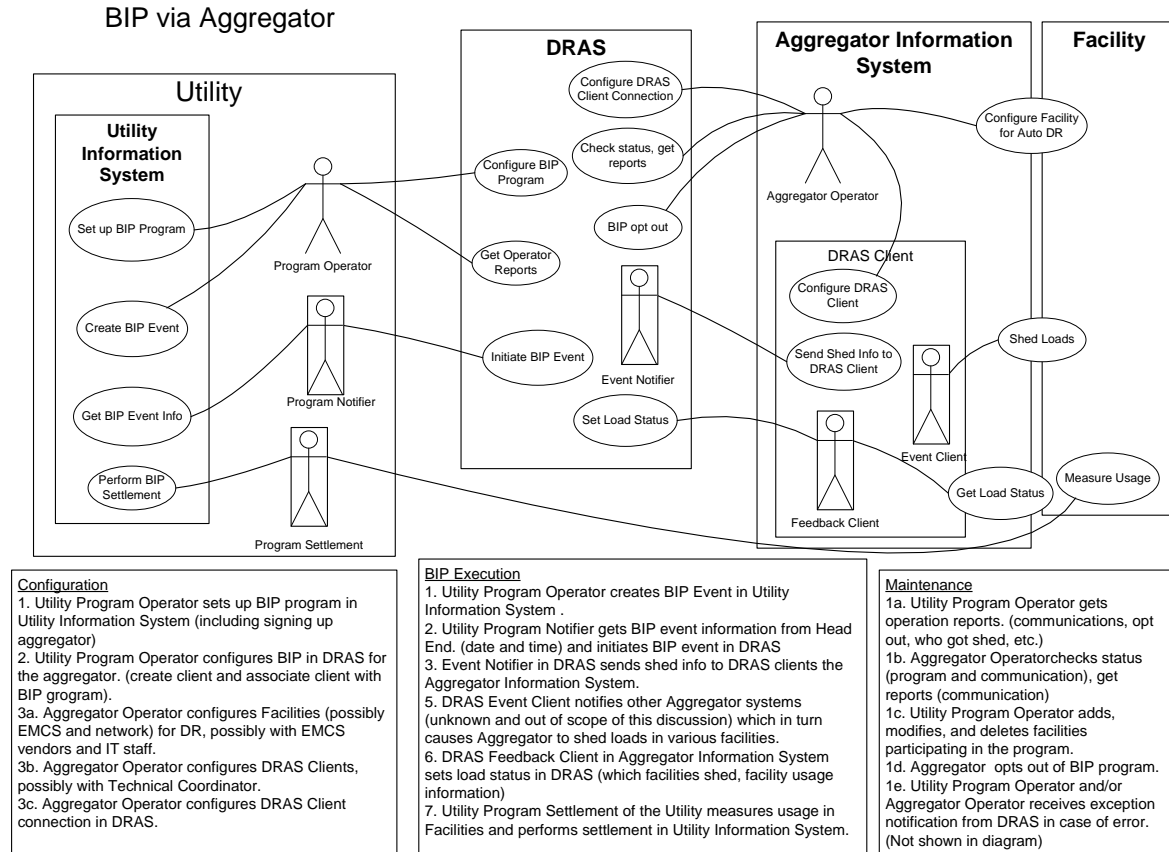 BIP via Aggregator
Utility
Utility
Information
System
Set up BIP Program
Create BIP Event
Get BIP Event Info
Perform BIP
Settlement
Program Operator
Program Notifier
Program Settlement
DRAS
Configure DRAS
Client Connection
Check status, get
reports
Configure BIP
Program
BIP opt out
Get Operator
Reports
Initiate BIP Event
Event Notifier
Set Load Status
Aggregator Information
System
Aggregator Operator
DRAS Client
Configure DRAS
Client
Send Shed Info to
DRAS Client
Event Client
Feedback Client
Get Load Status
Facility
Configure Facility
for Auto DR
Shed Loads
Measure Usage
Configuration
1. Utility Program Operator sets up BIP program in
Utility Information System (including signing up
aggregator)
2. Utility Program Operator configures BIP in DRAS for
the aggregator. (create client and associate client with
BIP grogram).
3a. Aggregator Operator configures Facilities (possibly
EMCS and network) for DR, possibly with EMCS
vendors and IT staff.
3b. Aggregator Operator configures DRAS Clients,
possibly with Technical Coordinator.
3c. Aggregator Operator configures DRAS Client
connection in DRAS.
BIP Execution
1. Utility Program Operator creates BIP Event in Utility
Information System .
2. Utility Program Notifier gets BIP event information from Head
End. (date and time) and initiates BIP event in DRAS
3. Event Notifier in DRAS sends shed info to DRAS clients the
Aggregator Information System.
5. DRAS Event Client notifies other Aggregator systems
(unknown and out of scope of this discussion) which in turn
causes Aggregator to shed loads in various facilities.
6. DRAS Feedback Client in Aggregator Information System
sets load status in DRAS (which facilities shed, facility usage
information)
7. Utility Program Settlement of the Utility measures usage in
Facilities and performs settlement in Utility Information System.
Maintenance
1a. Utility Program Operator gets
operation reports. (communications, opt
out, who got shed, etc.)
1b. Aggregator Operatorchecks status
(program and communication), get
reports (communication)
1c. Utility Program Operator adds,
modifies, and deletes facilities
participating in the program.
1d. Aggregator  opts out of BIP program.
1e. Utility Program Operator and/or
Aggregator Operator receives exception
notification from DRAS in case of error.
(Not shown in diagram)